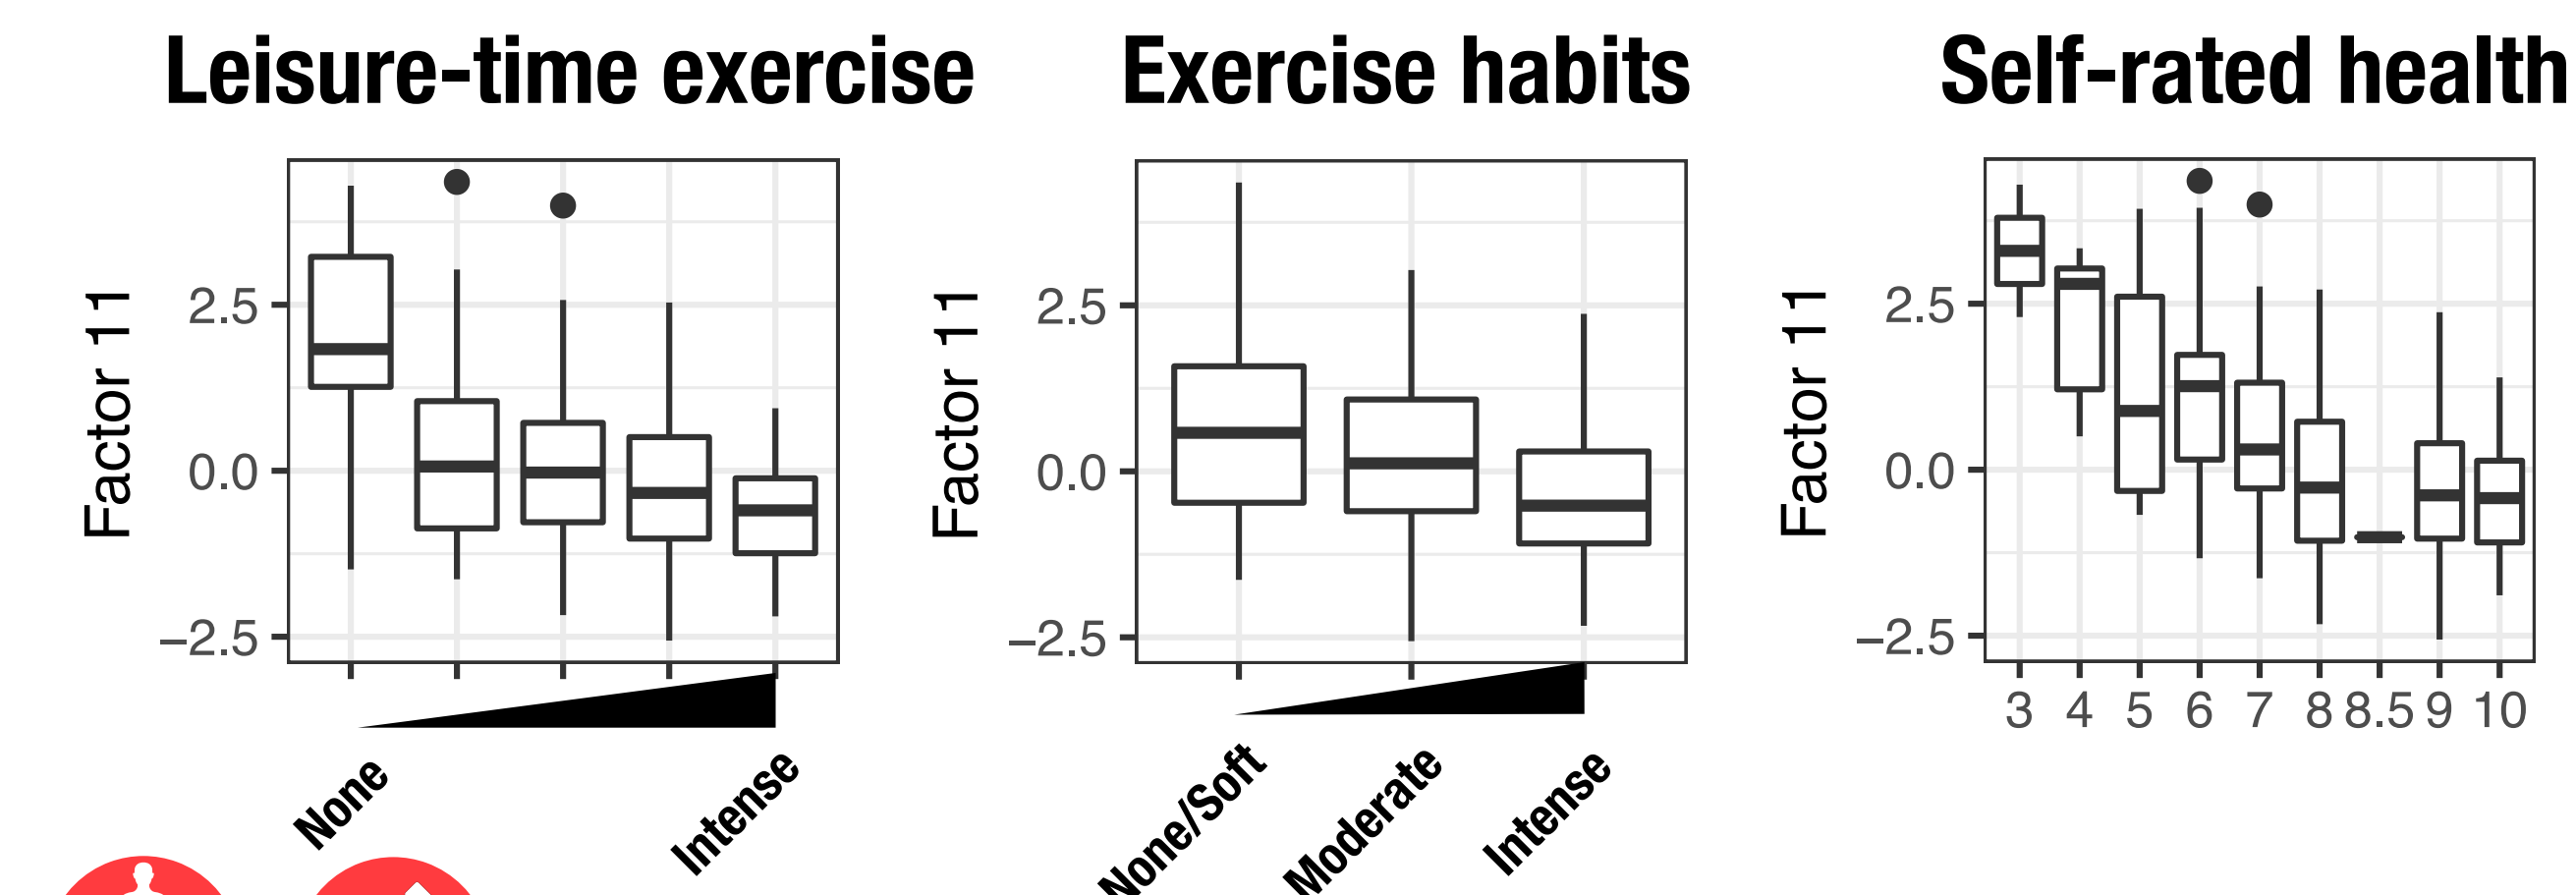 Leisure-time exercise
Factor 11
2.5
0.0
−2.5
None
Intense
Exercise habits
Factor 11
2.5
0.0
−2.5
None/Soft
Moderate
Intense
Self-rated health
Factor 11
2.5
0.0
−2.5
3 4 5 6 7 8 8.5 9 10